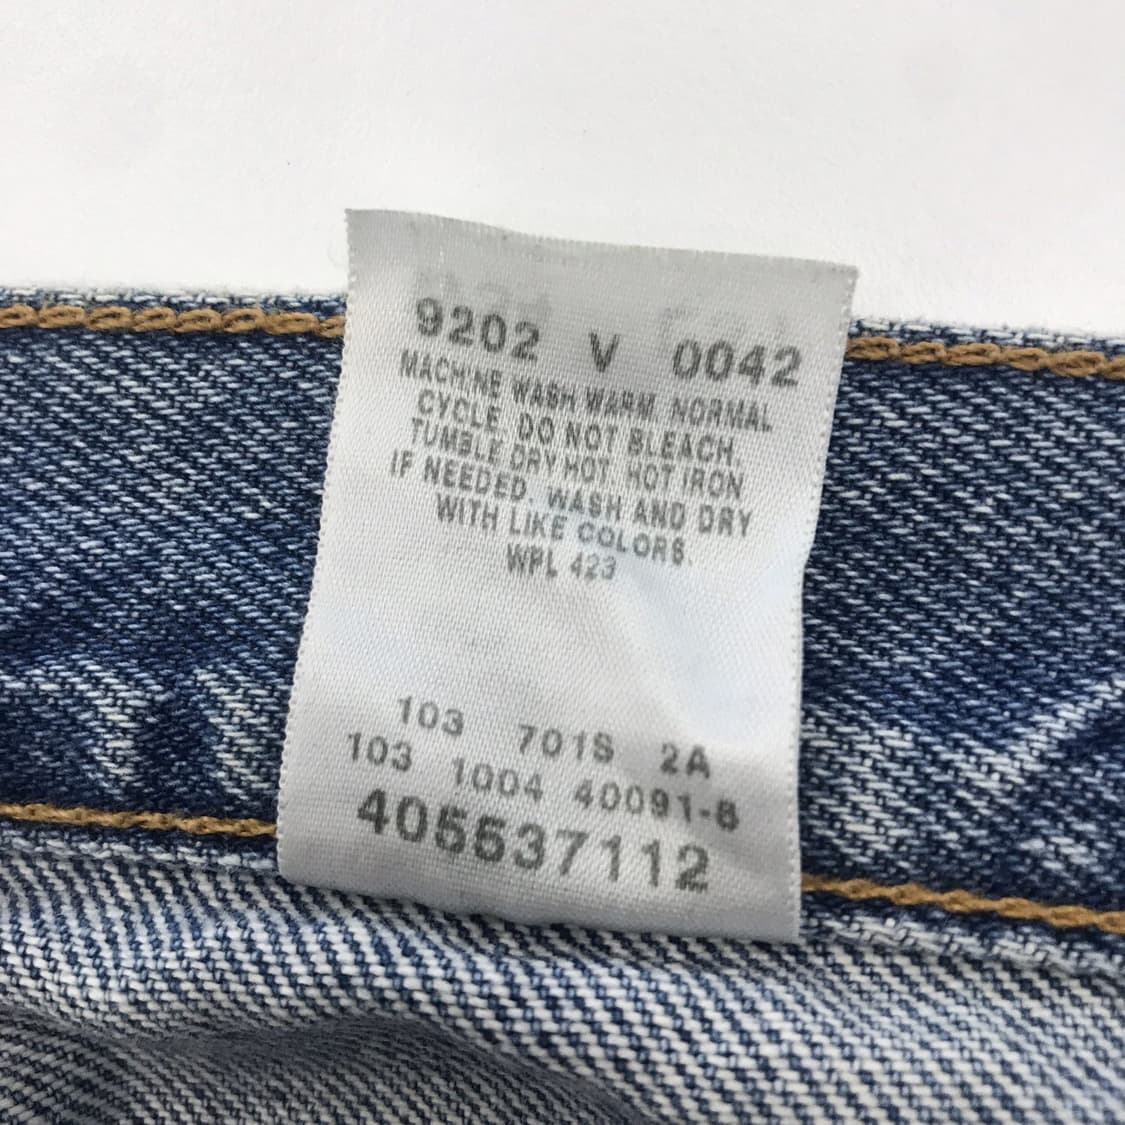 9202 V 0042
MACHINE WASH WARM NORMAL
CYCLE. DO NOT BLEACH.
TUMBLE DRY HOT. HOT IRON
IF NEEDED. WASH AND DRY
WITH LIKE COLORS.
WPL 423
103 701S 2A
103 1004 40091-8
405537112